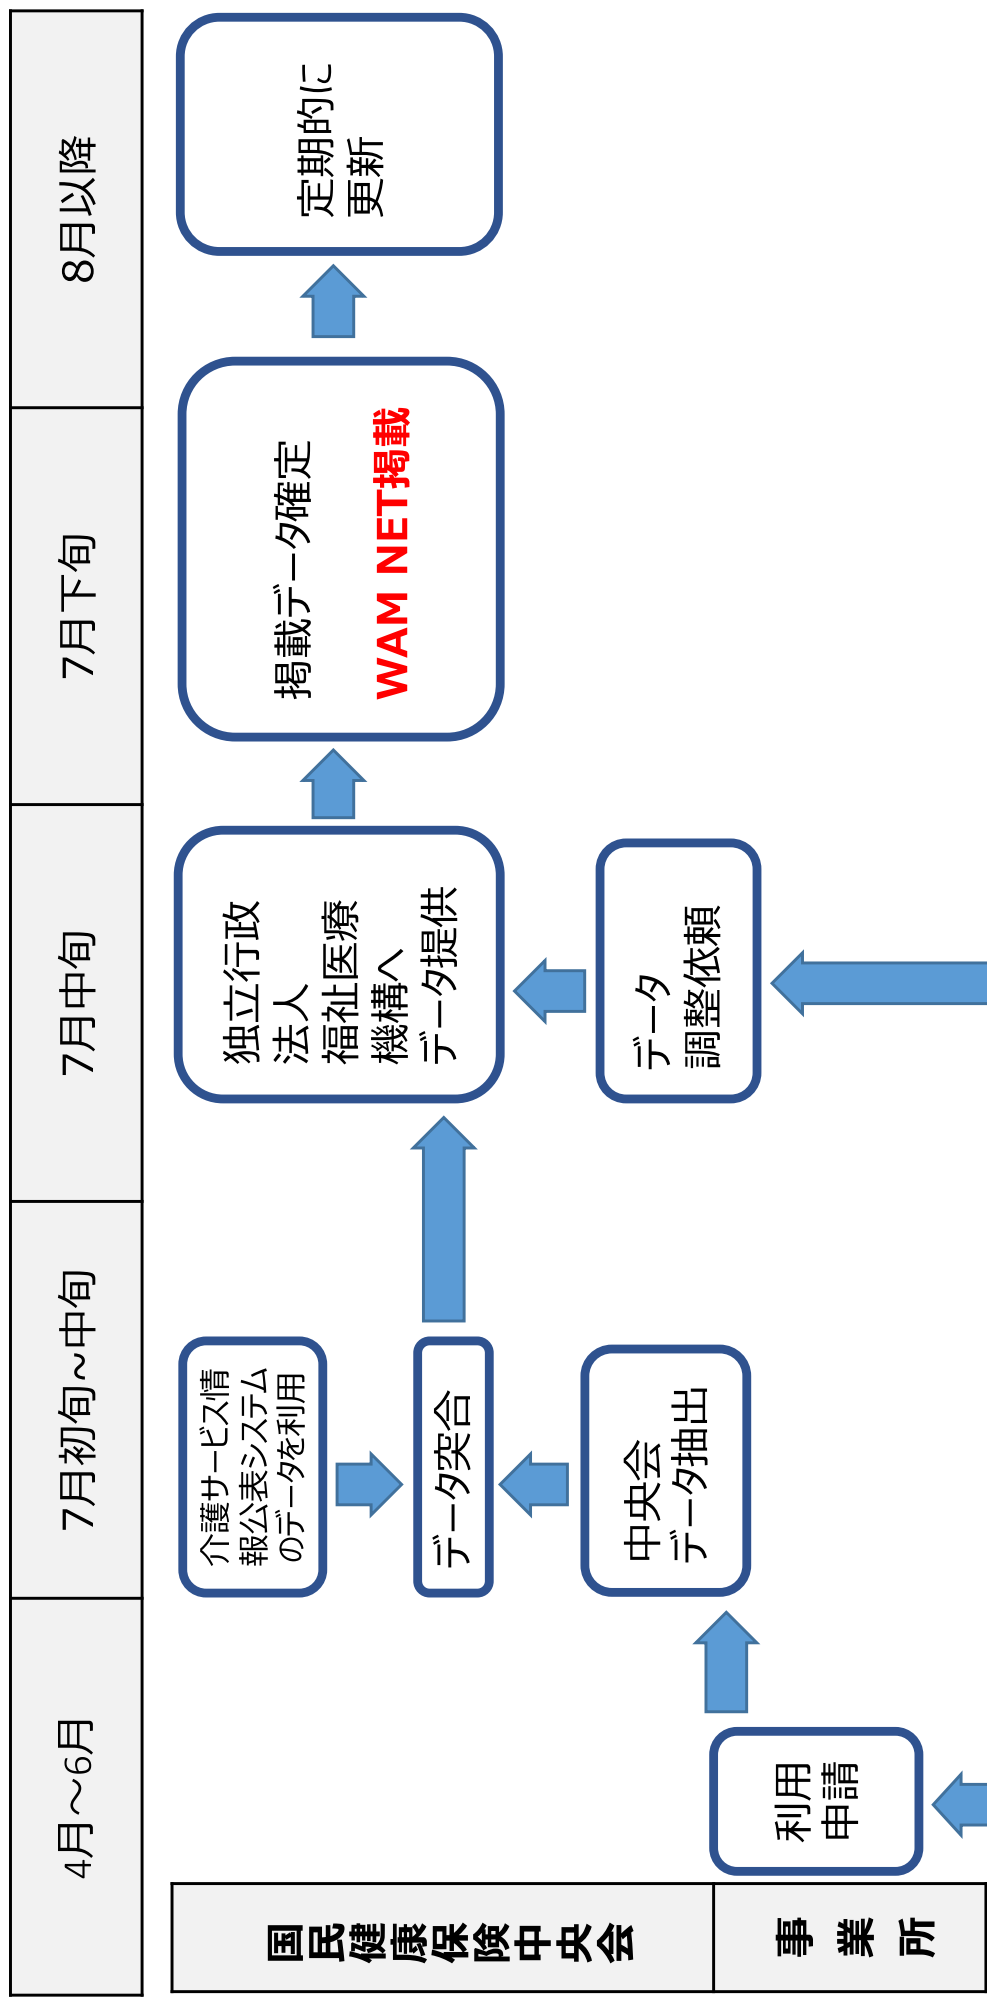 4月～6月
7月初旬~中旬
7月中旬
7月下旬
8月以降
国民健康保険中央会
介護サービス情
報公表システム
のデータを利用
データ突合
中央会
データ抽出
独立行政
法人
福祉医療
機構へ
データ提供
掲載データ確定
WAM NET掲載
定期的に
更新
事業所
利用
申請
データ
調整依頼